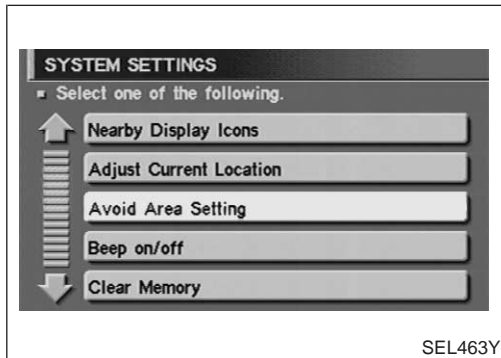 SYSTEM SETTINGS
Select one of the following.
Nearby Display Icons
Adjust Current Location
Avoid Area Setting
Beep on/off
Clear Memory
SEL463Y